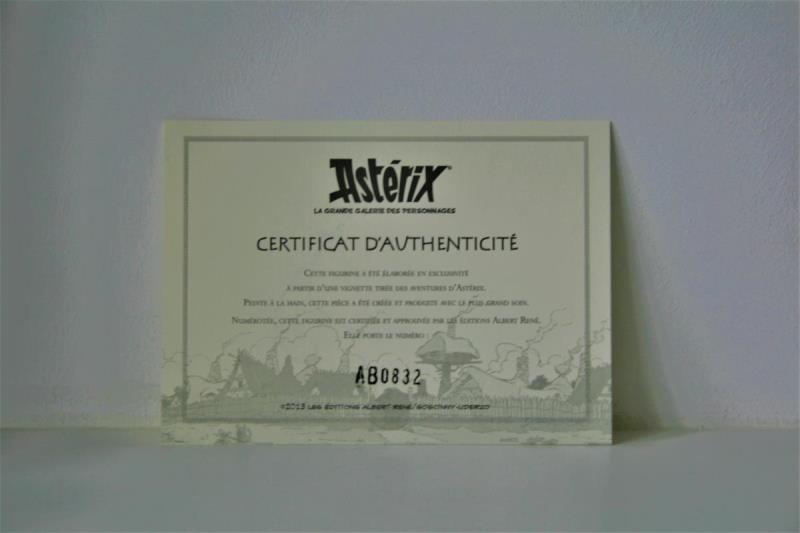 Astérix®
LA GRANDE GALERIE DES PERSONNAGES
CERTIFICAT D'AUTHENTICITÉ
CETTE FIGURINE A ÉTÉ ÉLABORÉE EN EXCLUSIVITÉ
À PARTIR D'UNE VIGNETTE TIRÉE DES AVENTURES D'ASTÉRIX.
PEINTE À LA MAIN, CETTE PIÈCE A ÉTÉ CRÉÉE ET PRODUITE AVEC LE PLUS GRAND SOIN.
NUMÉROTÉE, CETTE FIGURINE EST CERTIFIÉE ET APPROUVÉE PAR LES ÉDITIONS ALBERT RENÉ.
ELLE PORTE LE NUMÉRO :
AB0832
©2015 LES ÉDITIONS ALBERT RENÉ/GOSCINNY-UDERZO